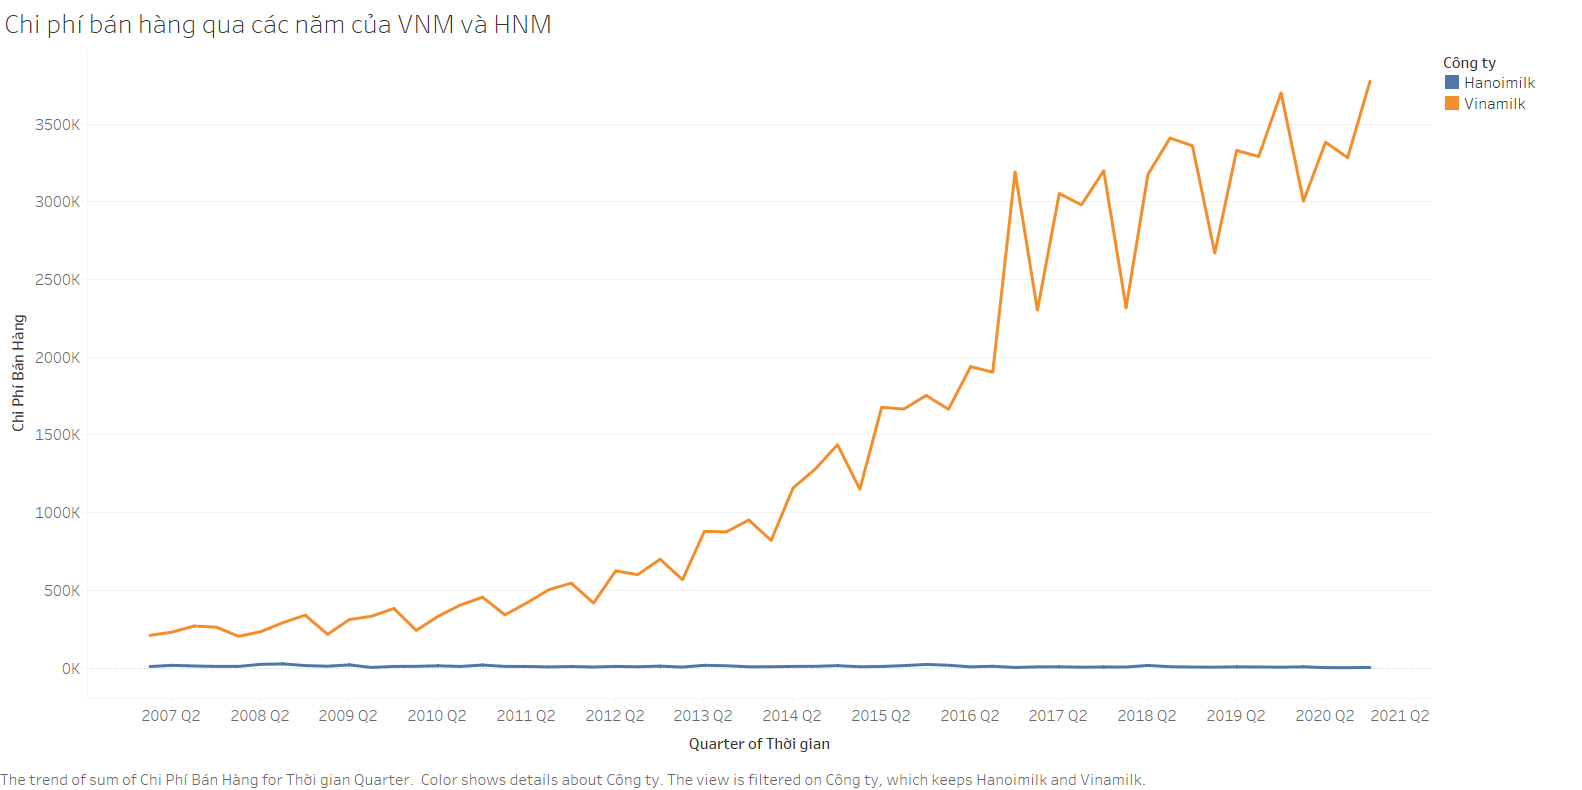 Chi phí bán hàng qua các năm của VNM và HNM
Công ty
Hanoimilk
Vinamilk
3500K
3000K
2500K
2000K
1500K
1000K
500K
0K
Chi Phí Bán Hàng
2007 Q2 2008 Q2 2009 Q2 2010 Q2 2011 Q2 2012 Q2 2013 Q2 2014 Q2 2015 Q2 2016 Q2 2017 Q2 2018 Q2 2019 Q2 2020 Q2 2021 Q2
Quarter of Thời gian
The trend of sum of Chi Phí Bán Hàng for Thời gian Quarter. Color shows details about Công ty. The view is filtered on Công ty, which keeps Hanoimilk and Vinamilk.